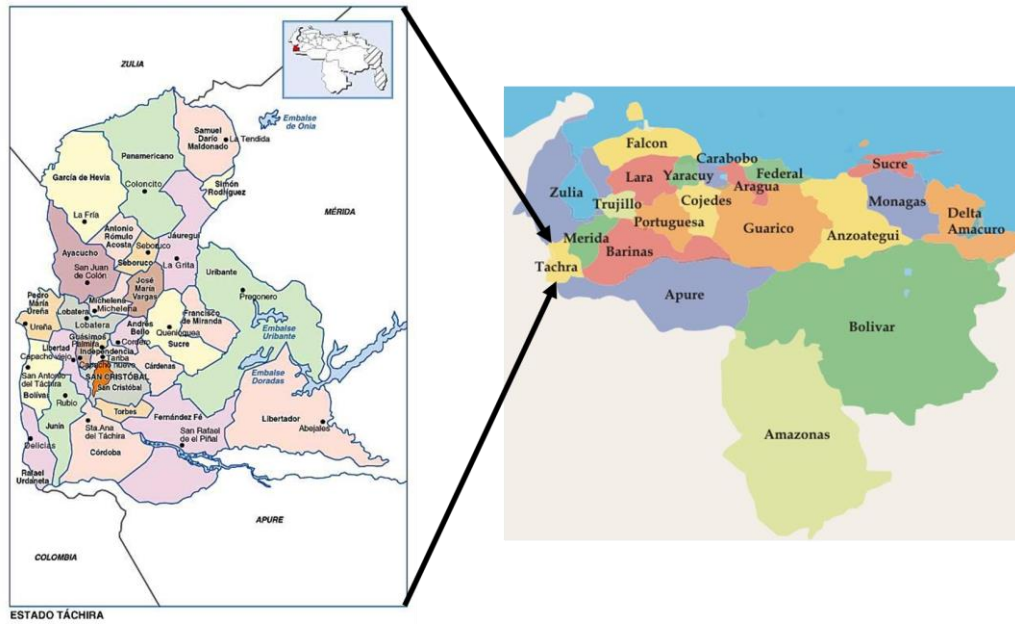 ZULIA
Embalse
de Onia
Samuel
Darío
Maldonado
La Tendida
Panamericano
García de Hevia
Coloncito
Simón
Rodríguez
MÉRIDA
La Fría
Antonio
Rómulo
Acosta
Jáuregui
Seboruco
Seboruco
Ayacucho
San Juan
de Colón
La Grita
Uribante
José
María
Vargas
Pregonero
Pedro
María
Ureña
Michelena
Michelena
Lobatera
Lobatera
Francisco
de Miranda
Andrés
Bello
Ureña
Queniquea
Sucre
Embalse
Uribante
Guásimos
Palmira
Cordero
Libertad
Independencia
Capacho viejo
Táriba
Capacho nuevo
Cárdenas
San Antonio
del Táchira
SAN CRISTÓBAL
San Cristóbal
Embalse
Doradas
Bolívar
Rubio
Torbes
Fernández Fé
Libertador
Junín
Sta. Ana
del Táchira
San Rafael
de el Piñal
Abejales
Delicias
Córdoba
Rafael
Urdaneta
APURE
COLOMBIA
ESTADO TÁCHIRA
Falcon
Carabobo
Sucre
Zulia
Lara
Yaracuy
Federal
Aragua
Trujillo
Cojedes
Monagas
Delta
Amacuro
Portuguese
Merida
Guarico
Anzoategui
Barinas
Tachra
Apure
Bolivar
Amazonas